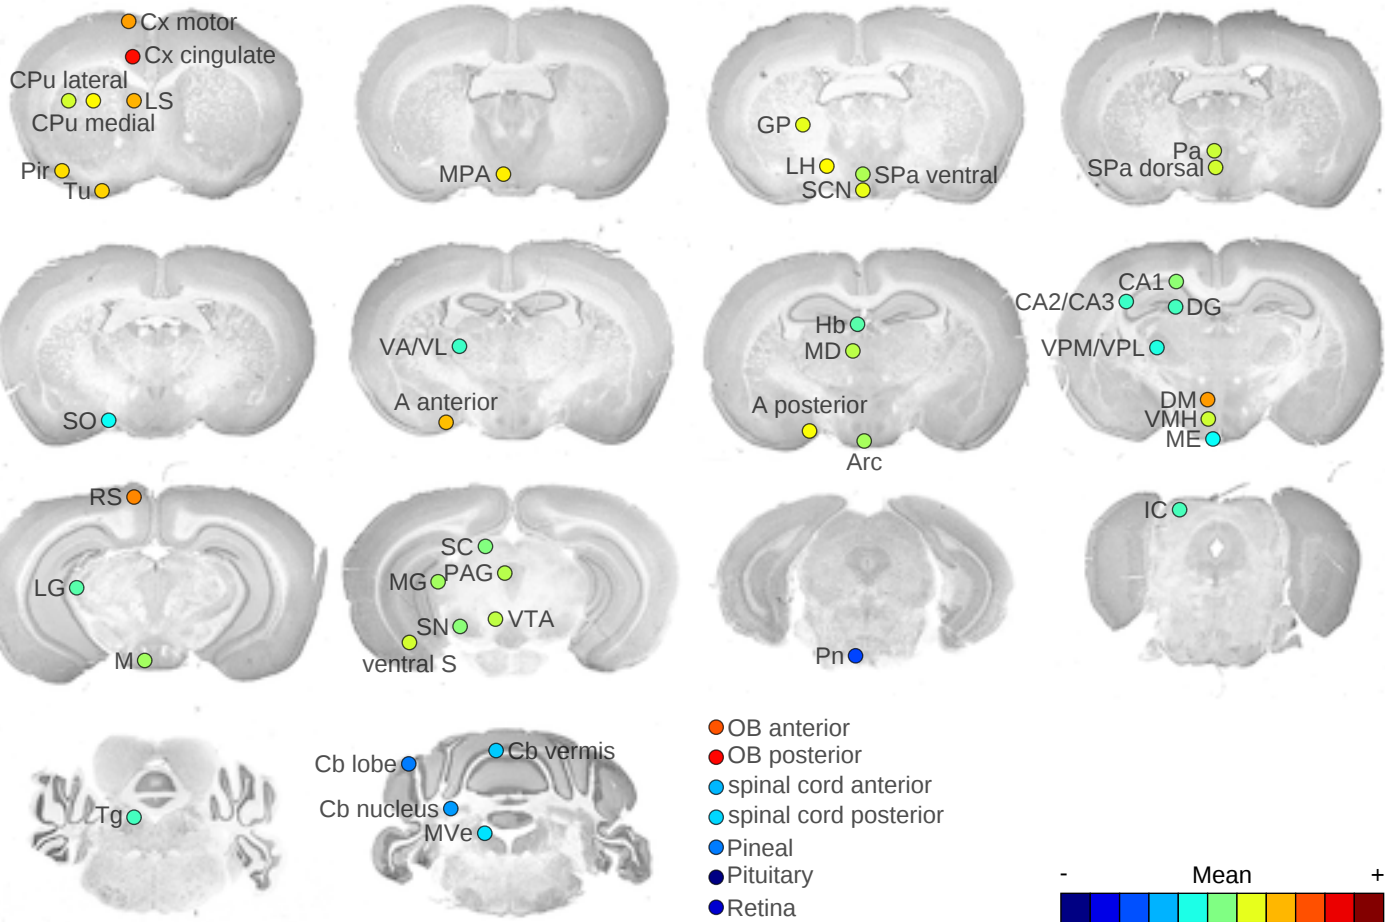 Cx motor
Cx cingulate
CPu lateral
LS
CPu medial
Pir
Tu
MPA
GP
LH
SPa ventral
SCN
Pa
SPa dorsal
SO
VA/VL
A anterior
Hb
MD
A posterior
Arc
CA1
CA2/CA3
DG
VPM/VPL
DM
VMH
ME
RS
LG
M
SC
MG
PAG
SN
VTA
ventral S
Pn
IC
Tg
Cb lobe
Cb vermis
Cb nucleus
MVe
OB anterior
OB posterior
spinal cord anterior
spinal cord posterior
Pineal
Pituitary
Retina
- Mean +